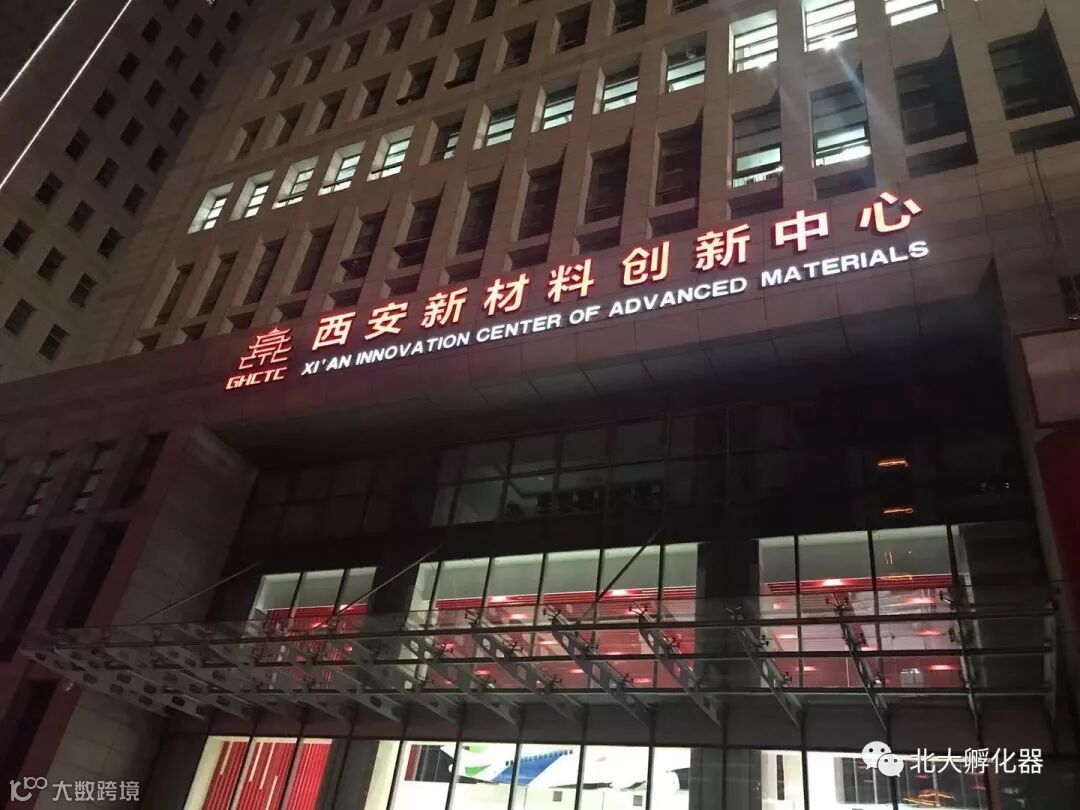 西安新材料创新中心
GHCTC
XI'AN INNOVATION CENTER OF ADVANCED MATERIALS
北大孵化器
大数跨境